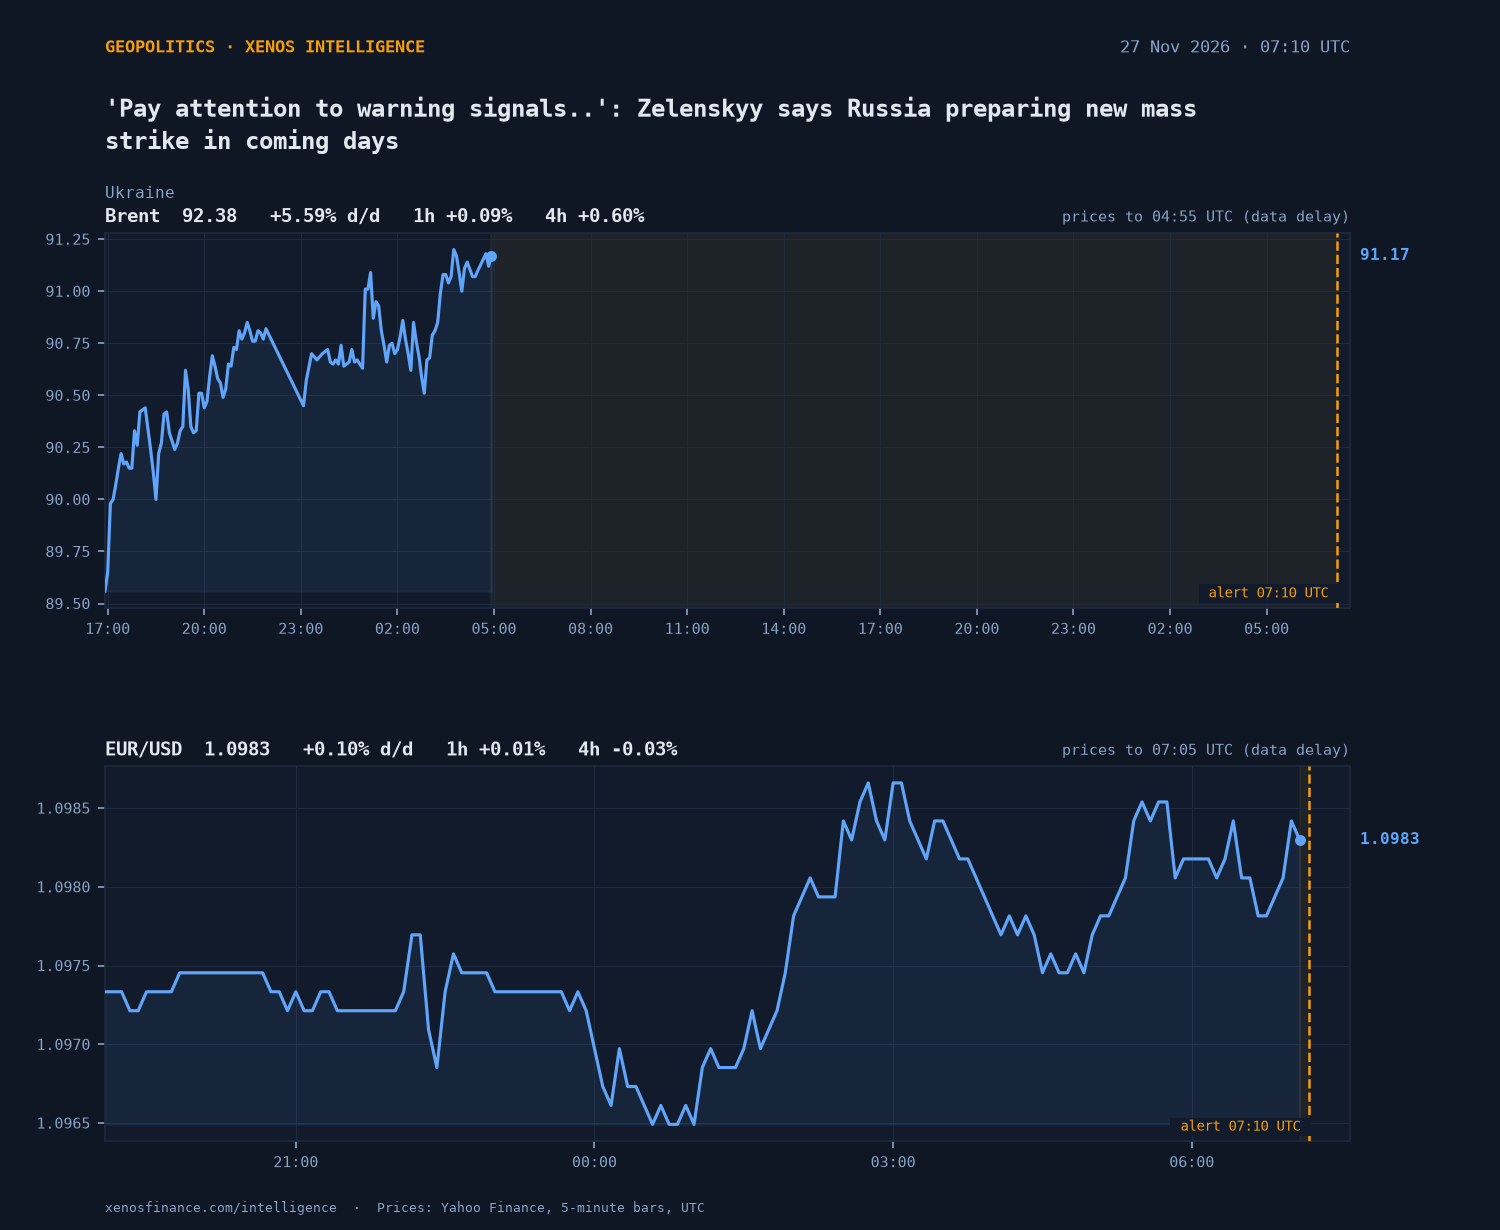 GEOPOLITICS · XENOS INTELLIGENCE
27 Nov 2026 · 07:10 UTC
'Pay attention to warning signals..': Zelenskyy says Russia preparing new mass
strike in coming days
Ukraine
Brent 92.38 +5.59% d/d 1h +0.09% 4h +0.60%
prices to 04:55 UTC (data delay)
91.25
91.00
90.75
90.50
90.25
90.00
89.75
89.50
91.17
alert 07:10 UTC
17:00 20:00 23:00 02:00 05:00 08:00 11:00 14:00 17:00 20:00 23:00 02:00 05:00
EUR/USD 1.0983 +0.10% d/d 1h +0.01% 4h -0.03%
prices to 07:05 UTC (data delay)
1.0985
1.0980
1.0975
1.0970
1.0965
1.0983
alert 07:10 UTC
21:00 00:00 03:00 06:00
xenosfinance.com/intelligence · Prices: Yahoo Finance, 5-minute bars, UTC